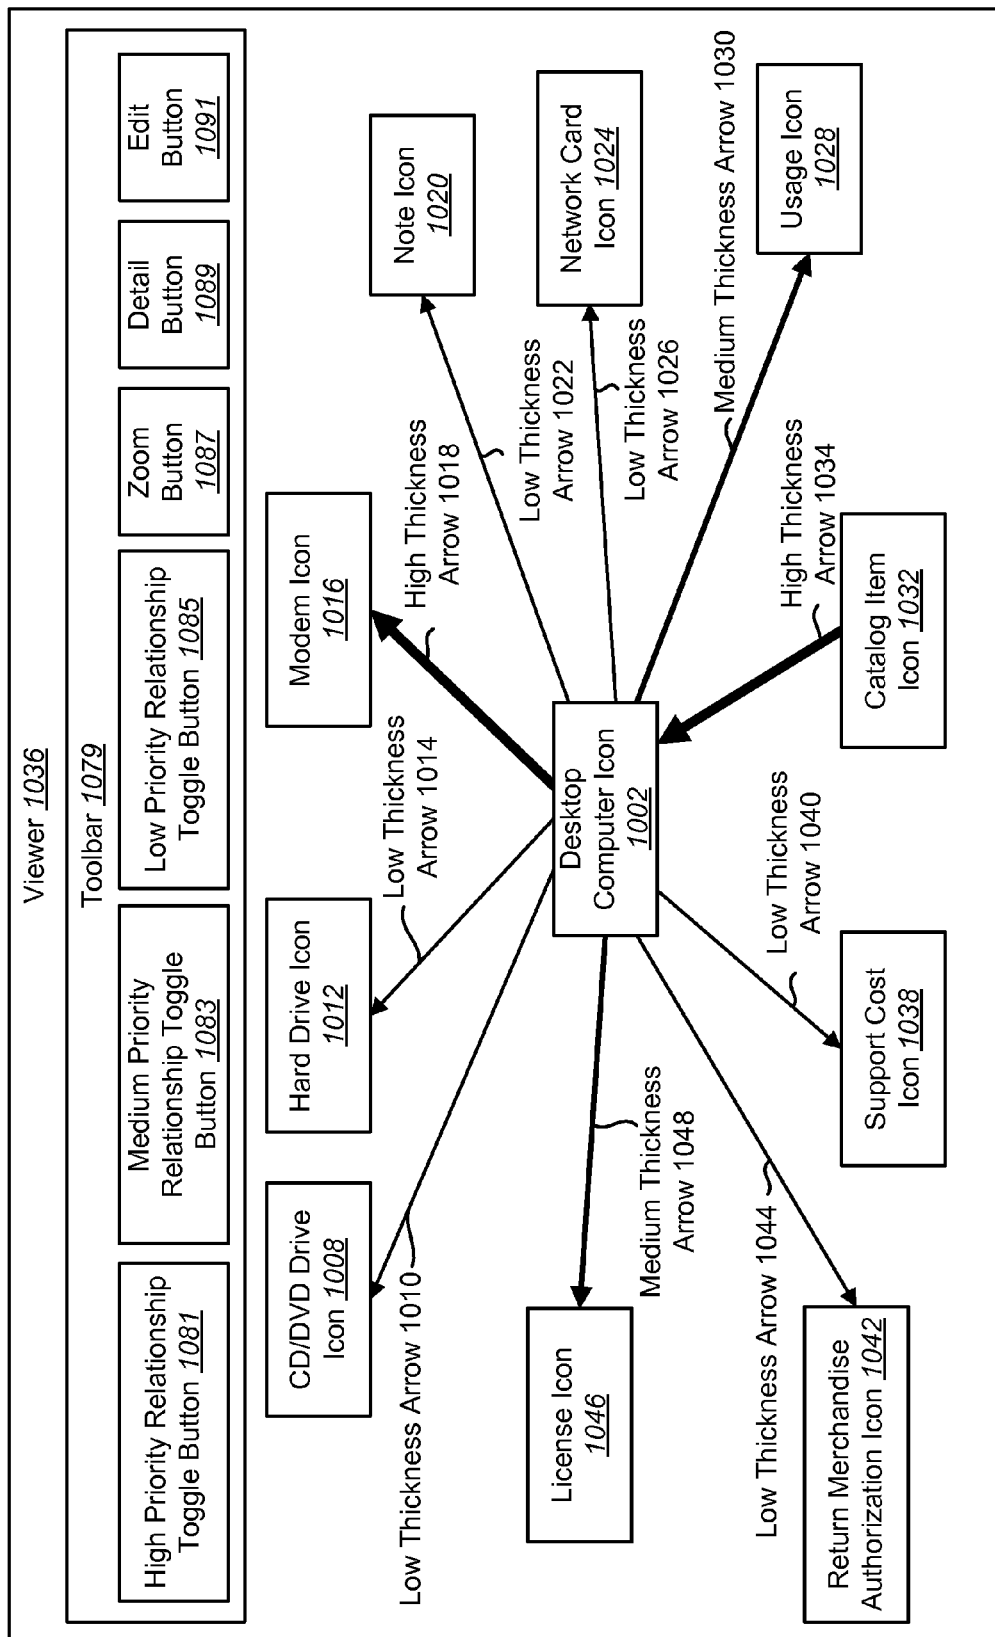 Viewer 1036
Toolbar 1079
High Priority Relationship
Toggle Button 1081
Medium Priority
Relationship Toggle
Button 1083
Low Priority Relationship
Toggle Button 1085
Zoom
Button
1087
Detail
Button
1089
Edit
Button
1091
CD/DVD Drive
Icon 1008
Hard Drive Icon
1012
Modem Icon
1016
Note Icon
1020
Low Thickness Arrow 1010
Low Thickness
Arrow 1014
High Thickness
Arrow 1018
Low Thickness
Arrow 1022
License Icon
1046
Medium Thickness
Arrow 1048
Desktop
Computer Icon
1002
Low Thickness
Arrow 1026
Network Card
Icon 1024
Low Thickness Arrow 1044
Low Thickness
Arrow 1040
High Thickness
Arrow 1034
Medium Thickness Arrow 1030
Return Merchandise
Authorization Icon 1042
Support Cost
Icon 1038
Catalog Item
Icon 1032
Usage Icon
1028